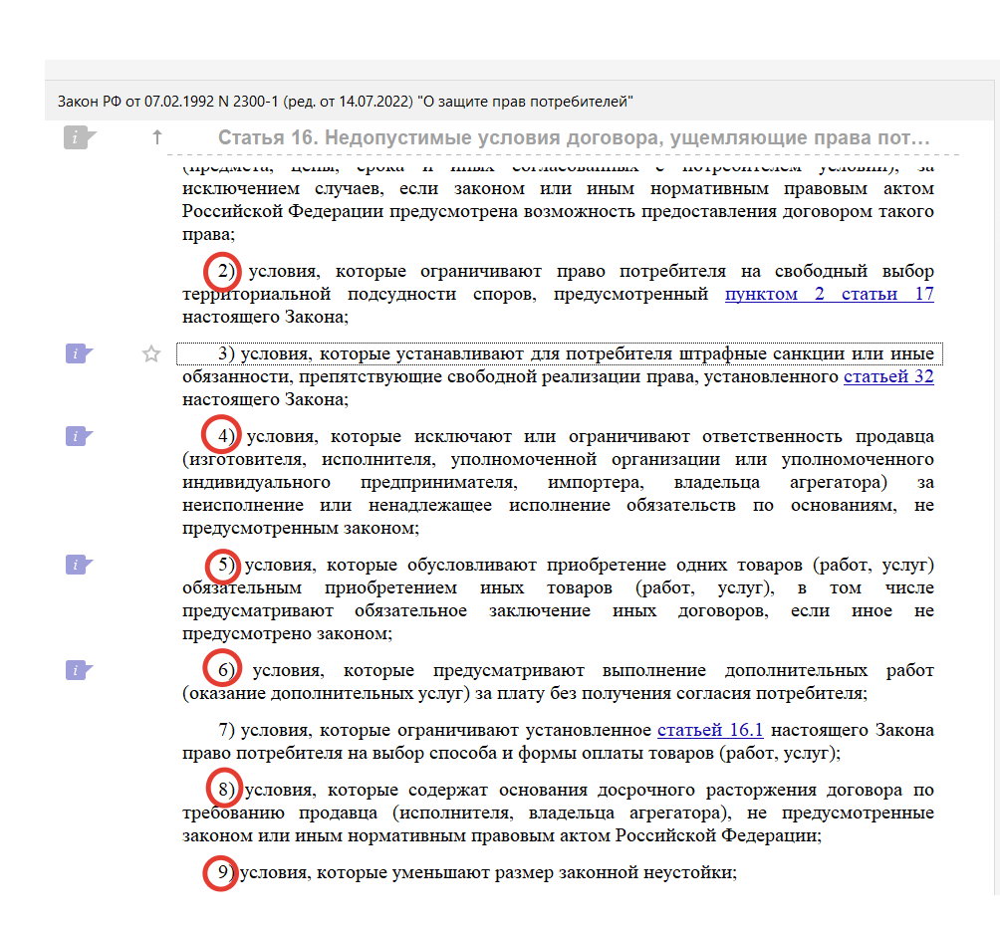 Закон РФ от 07.02.1992 N 2300-1 (ред. от 14.07.2022) "О защите прав потребителей"
i
↑ Статья 16. Недопустимые условия договора, ущемляющие права пот...
(предмета, цены, срока и иных согласованных с потребителем условий), за
исключением случаев, если законом или иным нормативным правовым актом
Российской Федерации предусмотрена возможность предоставления договором такого
права;
2) условия, которые ограничивают право потребителя на свободный выбор
территориальной подсудности споров, предусмотренный пунктом 2 статьи 17
настоящего Закона;
i
3) условия, которые устанавливают для потребителя штрафные санкции или иные
обязанности, препятствующие свободной реализации права, установленного статьей 32
настоящего Закона;
i
4) условия, которые исключают или ограничивают ответственность продавца
(изготовителя, исполнителя, уполномоченной организации или уполномоченного
индивидуального предпринимателя, импортера, владельца агрегатора) за
неисполнение или ненадлежащее исполнение обязательств по основаниям, не
предусмотренным законом;
i
5) условия, которые обусловливают приобретение одних товаров (работ, услуг)
обязательным приобретением иных товаров (работ, услуг), в том числе
предусматривают обязательное заключение иных договоров, если иное не
предусмотрено законом;
i
6) условия, которые предусматривают выполнение дополнительных работ
(оказание дополнительных услуг) за плату без получения согласия потребителя;
7) условия, которые ограничивают установленное статьей 16.1 настоящего Закона
право потребителя на выбор способа и формы оплаты товаров (работ, услуг);
8) условия, которые содержат основания досрочного расторжения договора по
требованию продавца (исполнителя, владельца агрегатора), не предусмотренные
законом или иным нормативным правовым актом Российской Федерации;
9) условия, которые уменьшают размер законной неустойки;